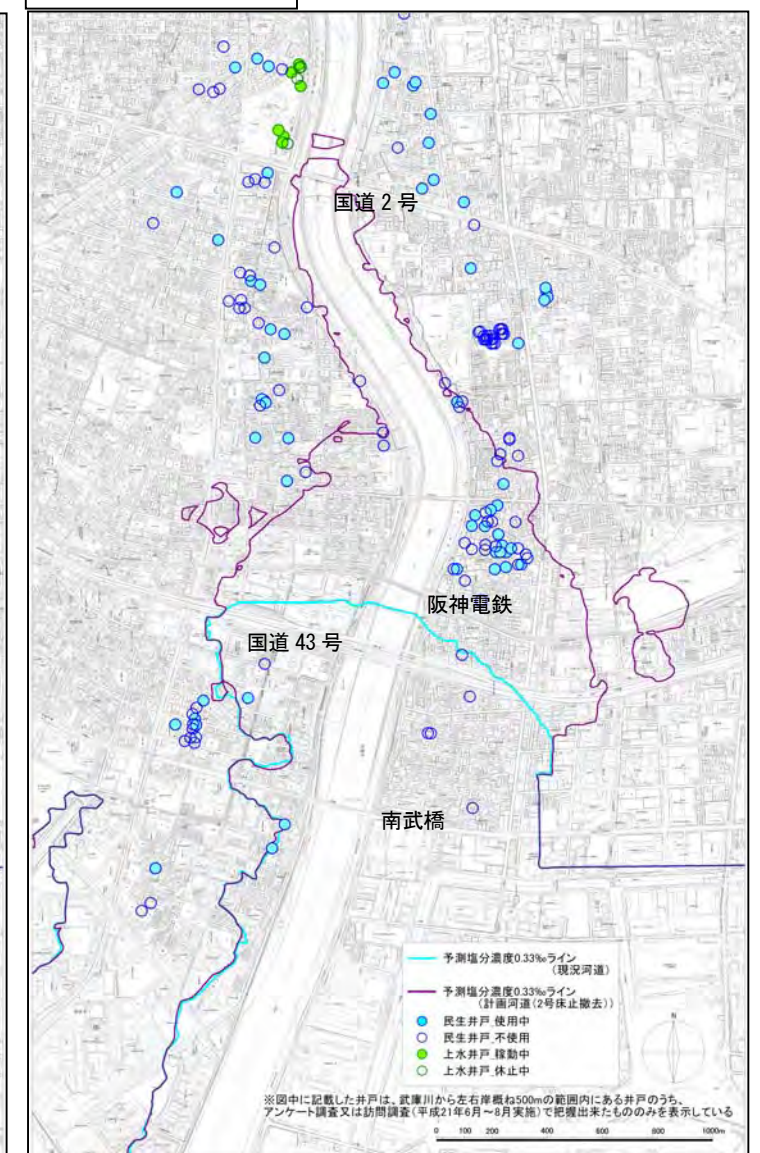 国道 2 号
阪神電鉄
国道 43 号
南武橋
予測塩分濃度0.33‰ライン
(現況河道)
予測塩分濃度0.33‰ライン
(計画河道(2号床止撤去))
民生井戸_使用中
民生井戸_不使用
上水井戸_稼動中
上水井戸_休止中
N
※図中に記載した井戸は、武庫川から左右岸概ね500mの範囲内にある井戸のうち、
アンケート調査又は訪問調査(平成21年6月～8月実施)で把握出来たもののみを表示している
0 100 200 400 600 800 1000m